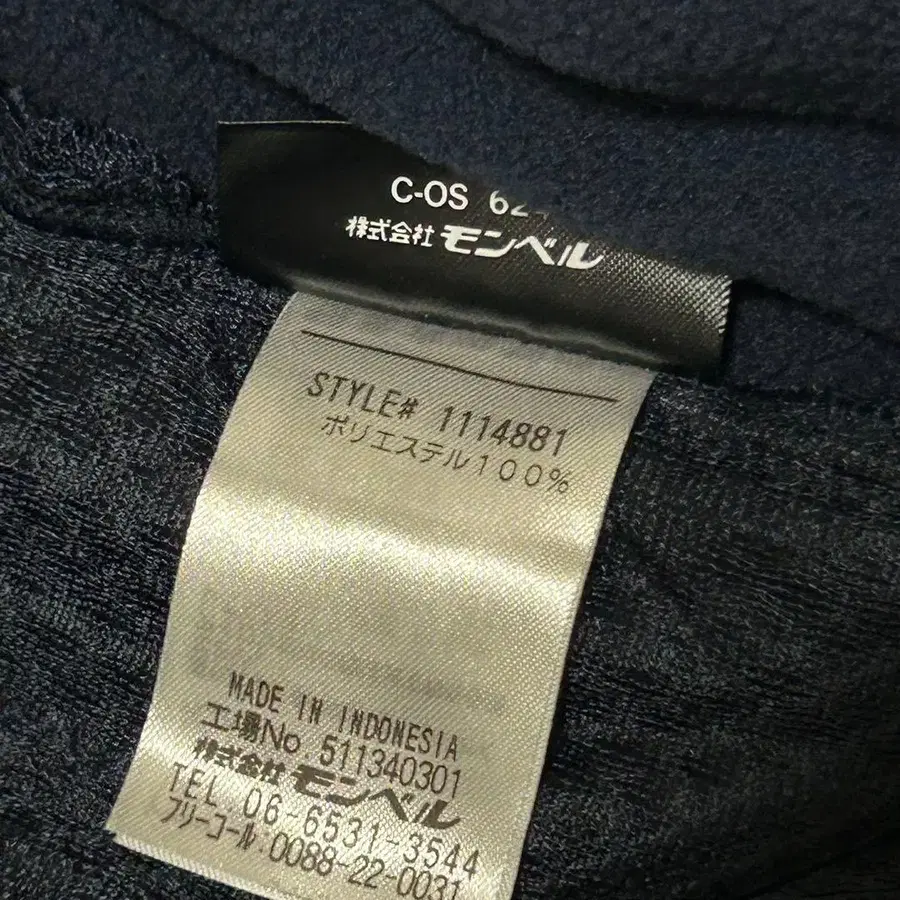 C-OS 62
株式会社 モンベル
STYLE# 1114881
ポリエステル100%
MADE IN INDONESIA
工場No 511340301
株式会社 モンベル
TEL 06-6531-3544
フリーコール:0088-22-0031